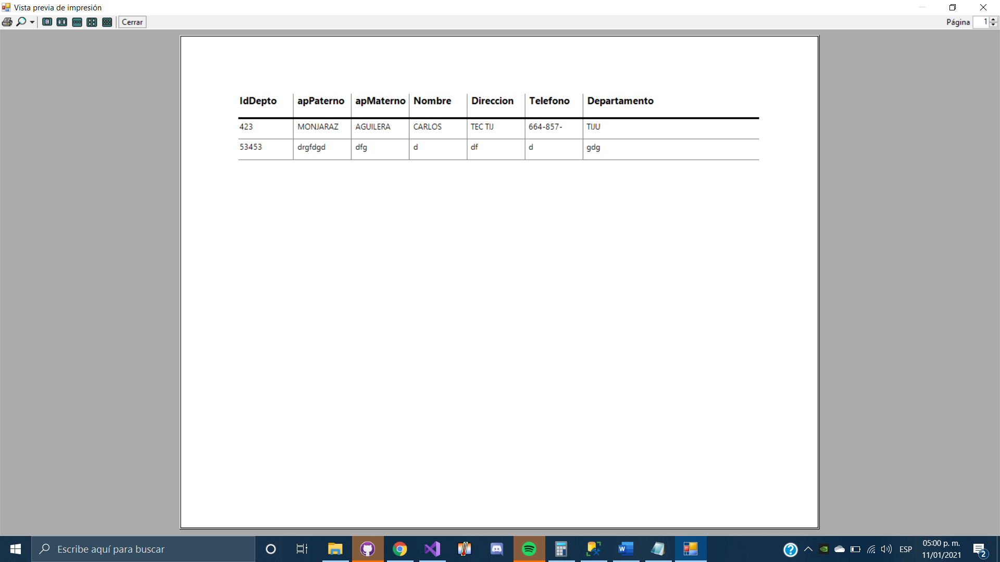 Vista previa de impresión
Cerrar
Página 1
IdDepto apPaterno apMaterno Nombre Direccion Telefono Departamento
423 MONJARAZ AGUILERA CARLOS TEC TIJ 664-857- TIJU
53453 drgfdgd dfg d df d gdg
Escribe aquí para buscar
ESP
05:00 p. m.
11/01/2021
2